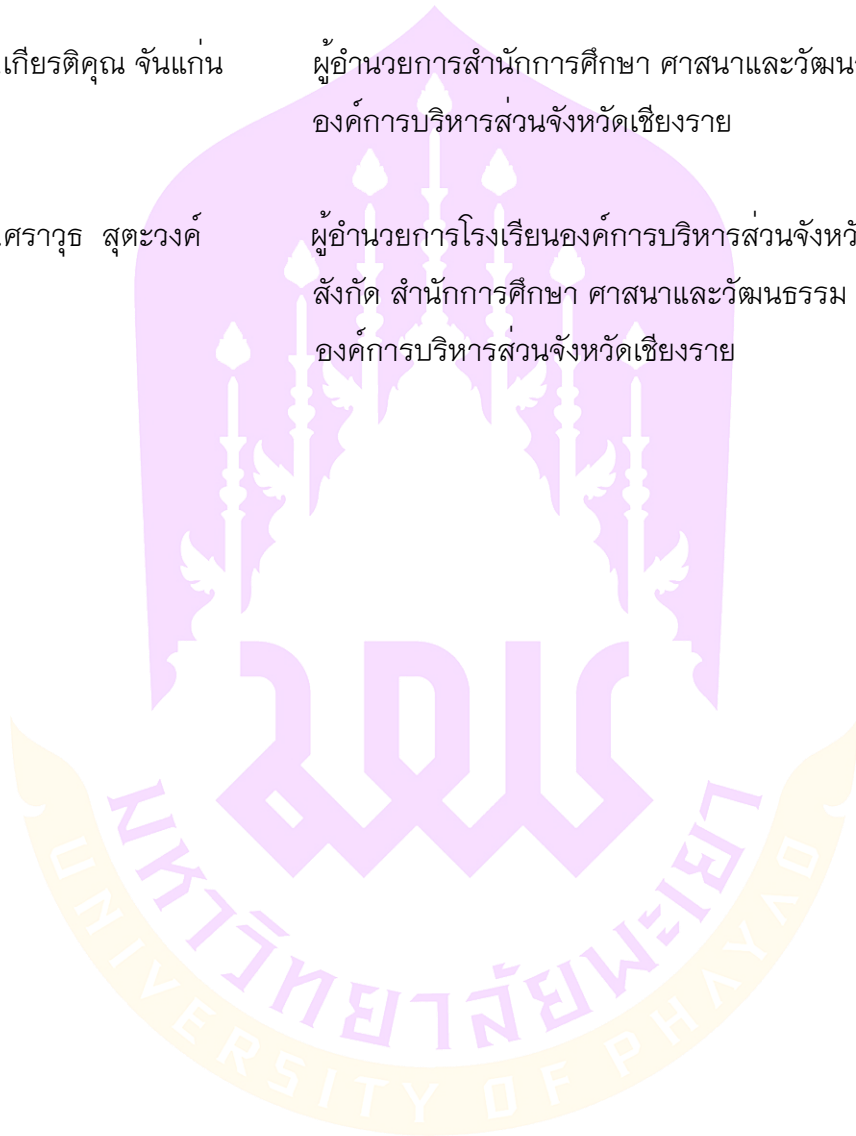 .เกียรติคุณ จันแก่น ผู้อำนวยการสำนักการศึกษา ศาสนาและวัฒน
องค์การบริหารส่วนจังหวัดเชียงราย
.ศราวุธ สุตะวงค์ ผู้อำนวยการโรงเรียนองค์การบริหารส่วนจังหวั
สังกัด สำนักการศึกษา ศาสนาและวัฒนธรรม
องค์การบริหารส่วนจังหวัดเชียงราย
มหาวิทยาลัยพะเยา
UNIVERSITY OF PHAYAO